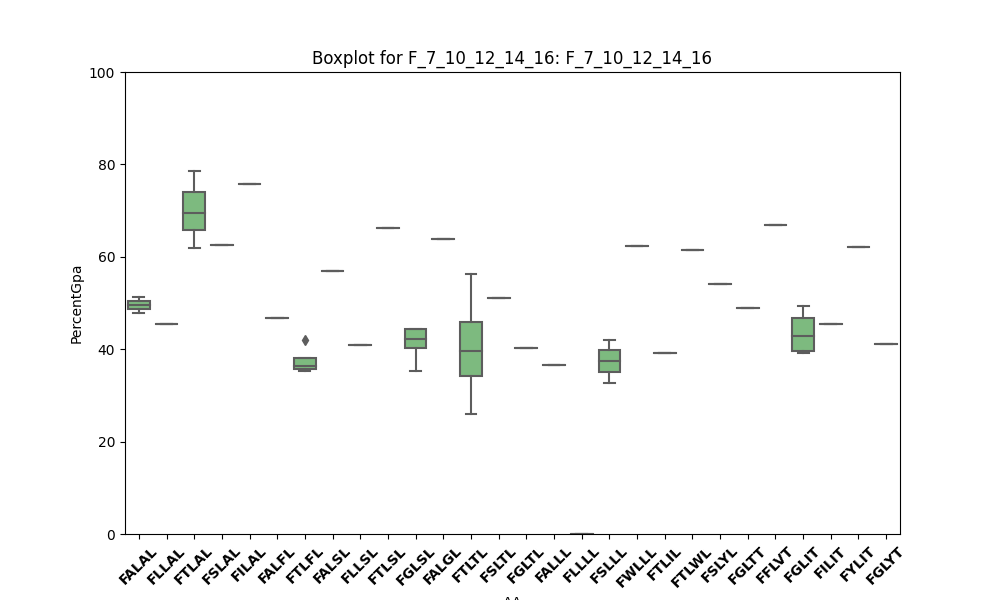 Boxplot for F_7_10_12_14_16: F_7_10_12_14_16
PercentGpa
100
80
60
40
20
0
FALAL
FLLAL
FTLAL
FSLAL
FILAL
FALFL
FTLFL
FALSL
FLLSL
FTLSL
FGLSL
FALGL
FTLTL
FSLTL
FGLTL
FALLL
FLLLL
FSLLL
FWLLL
FTLIL
FTLWL
FSLYL
FGLTT
FFLVT
FGLIT
FILIT
FYLIT
FGLYT